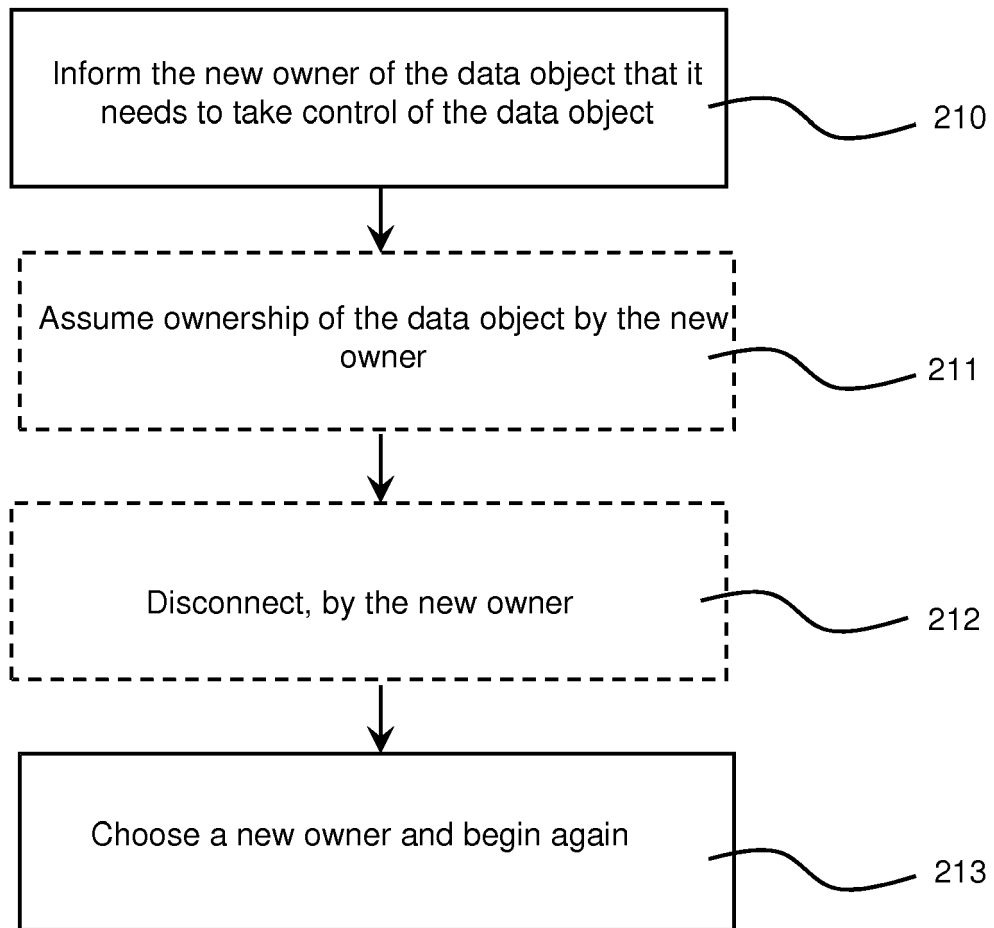 Inform the new owner of the data object that it
needs to take control of the data object
210
Assume ownership of the data object by the new
owner
211
Disconnect, by the new owner
212
Choose a new owner and begin again
213